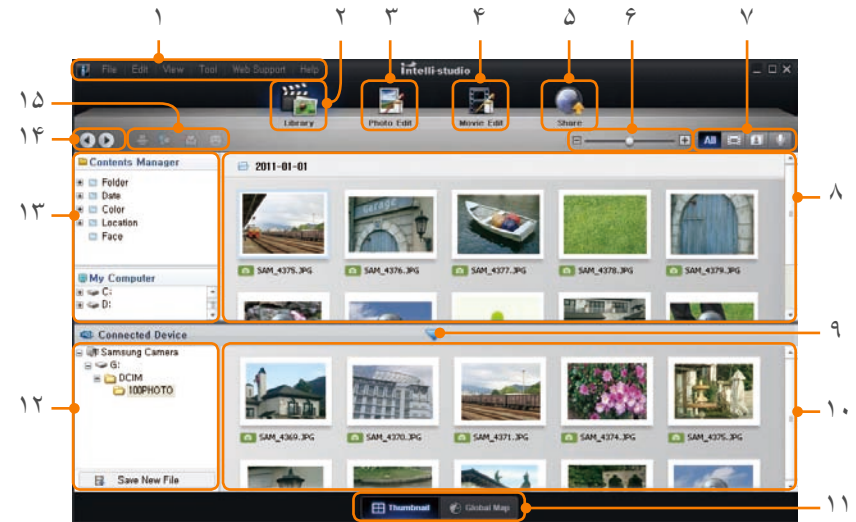 ۱ ۲ ۳ ۴ ۵ ۶ ۷
File Edit View Tool Web Support Help
intelli-studio
۱۵
Library Photo Edit Movie Edit Share
۱۴
All
Contents Manager
2011-01-01
Folder
Date
Color
Location
Face
۱۳
۸
garage
SAM_4375.JPG SAM_4376.JPG SAM_4377.JPG SAM_4378.JPG SAM_4379.JPG
My Computer
C:
D:
Connected Device
۹
Samsung Camera
G:
DCIM
100PHOTO
۱۲
۱۰
SAM_4369.JPG SAM_4370.JPG SAM_4371.JPG SAM_4374.JPG SAM_4375.JPG
Save New File
Thumbnail Global Map
۱۱